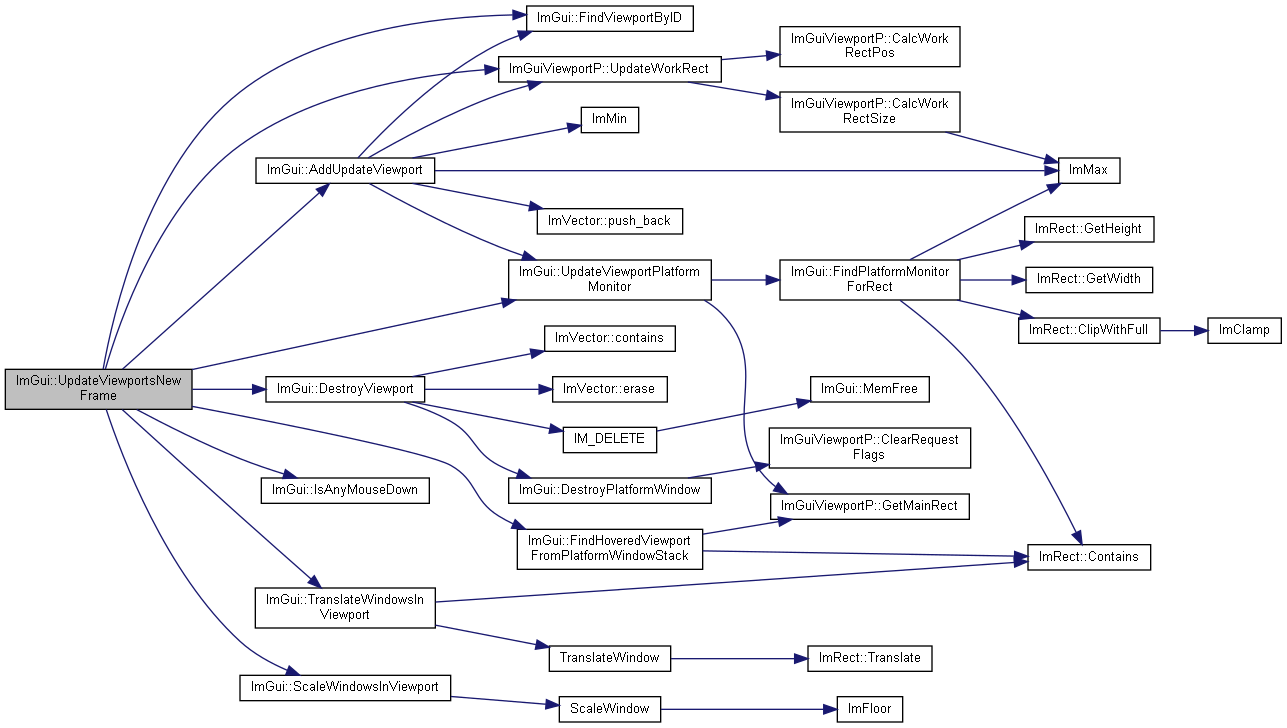 ImGui::FindViewportByID
ImGuiViewportP::CalcWork
RectPos
ImGuiViewportP::UpdateWorkRect
ImGuiViewportP::CalcWork
RectSize
ImMin
ImGui::AddUpdateViewport
ImMax
ImVector::push_back
ImRect::GetHeight
ImGui::UpdateViewportPlatform
Monitor
ImGui::FindPlatformMonitor
ForRect
ImRect::GetWidth
ImRect::ClipWithFull
ImClamp
ImVector::contains
ImGui::UpdateViewportsNew
Frame
ImGui::DestroyViewport
ImVector::erase
ImGui::MemFree
IM_DELETE
ImGuiViewportP::ClearRequest
Flags
ImGui::IsAnyMouseDown
ImGui::DestroyPlatformWindow
ImGuiViewportP::GetMainRect
ImGui::FindHoveredViewport
FromPlatformWindowStack
ImRect::Contains
ImGui::TranslateWindowsIn
Viewport
TranslateWindow
ImRect::Translate
ImGui::ScaleWindowsInViewport
ScaleWindow
ImFloor